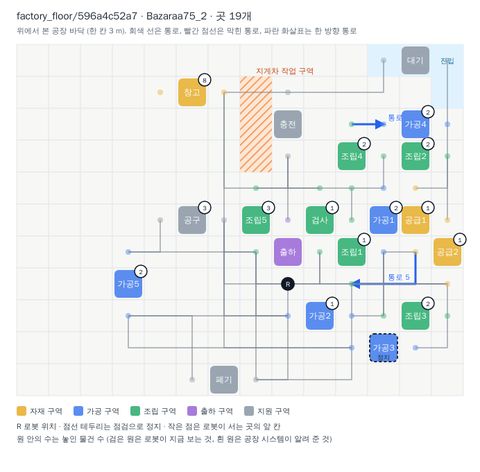 factory_floor/596a4c52a7 · Bazaraa75_2 · 곳 19개
위에서 본 공장 바닥 (한 칸 3 m). 회색 선은 통로, 빨간 점선은 막힌 통로, 파란 화살표는 한 방향 통로
대기
지게차 작업 구역
창고 8
충전
통로
가공4 2
조립4 2
조립2 2
공구 3
조립5 3
검사 1
가공1 2
공급1 1
출하
조립1 1
공급2 1
가공5 2
R
통로 5
가공2 1
조립3 2
가공3
폐기
자재 구역
가공 구역
조립 구역
출하 구역
지원 구역
R 로봇 위치 · 점선 테두리는 점검으로 정지 · 작은 점은 로봇이 서는 곳의 앞 칸
원 안의 수는 놓인 물건 수 (검은 원은 로봇이 지금 보는 것, 흰 원은 공장 시스템이 알려 준 것)